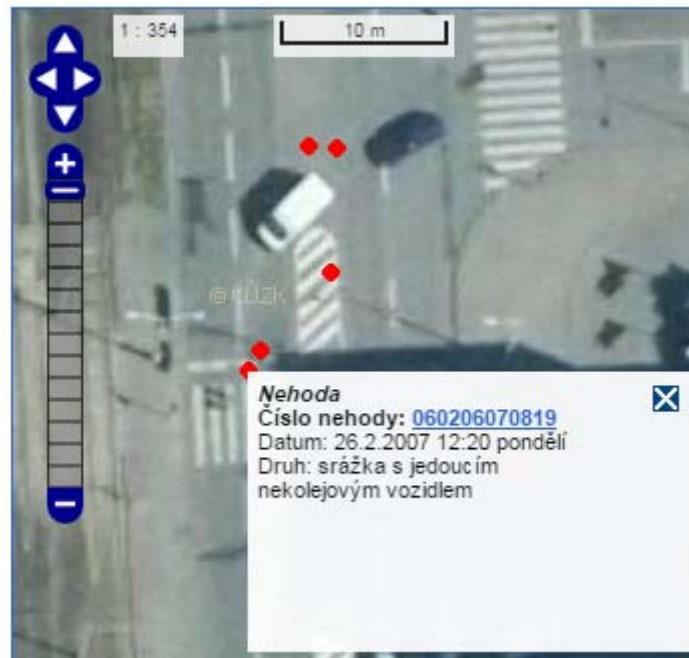 1 : 354
10 m
© ČÚZK
Nehoda
Číslo nehody: 060206070819
Datum: 26.2.2007 12:20 pondělí
Druh: srážka s jedoucím
nekolejovým vozidlem